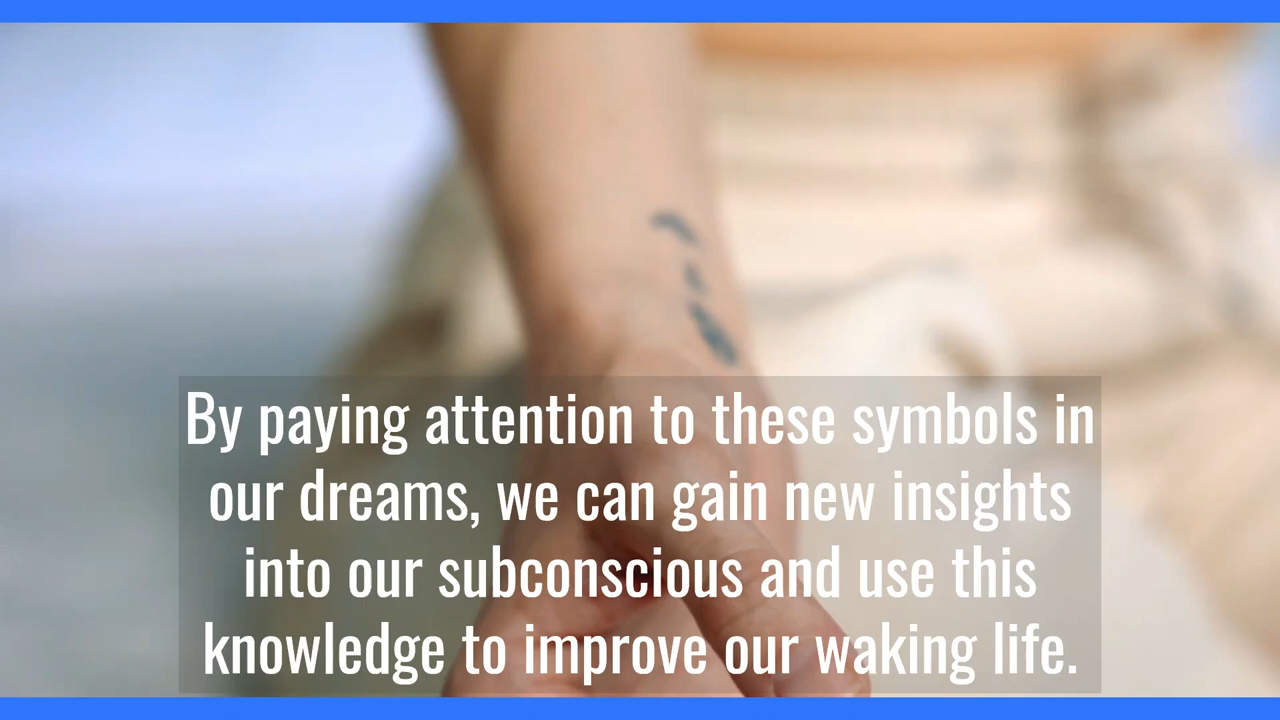 By paying attention to these symbols in
our dreams, we can gain new insights
into our subconscious and use this
knowledge to improve our waking life.